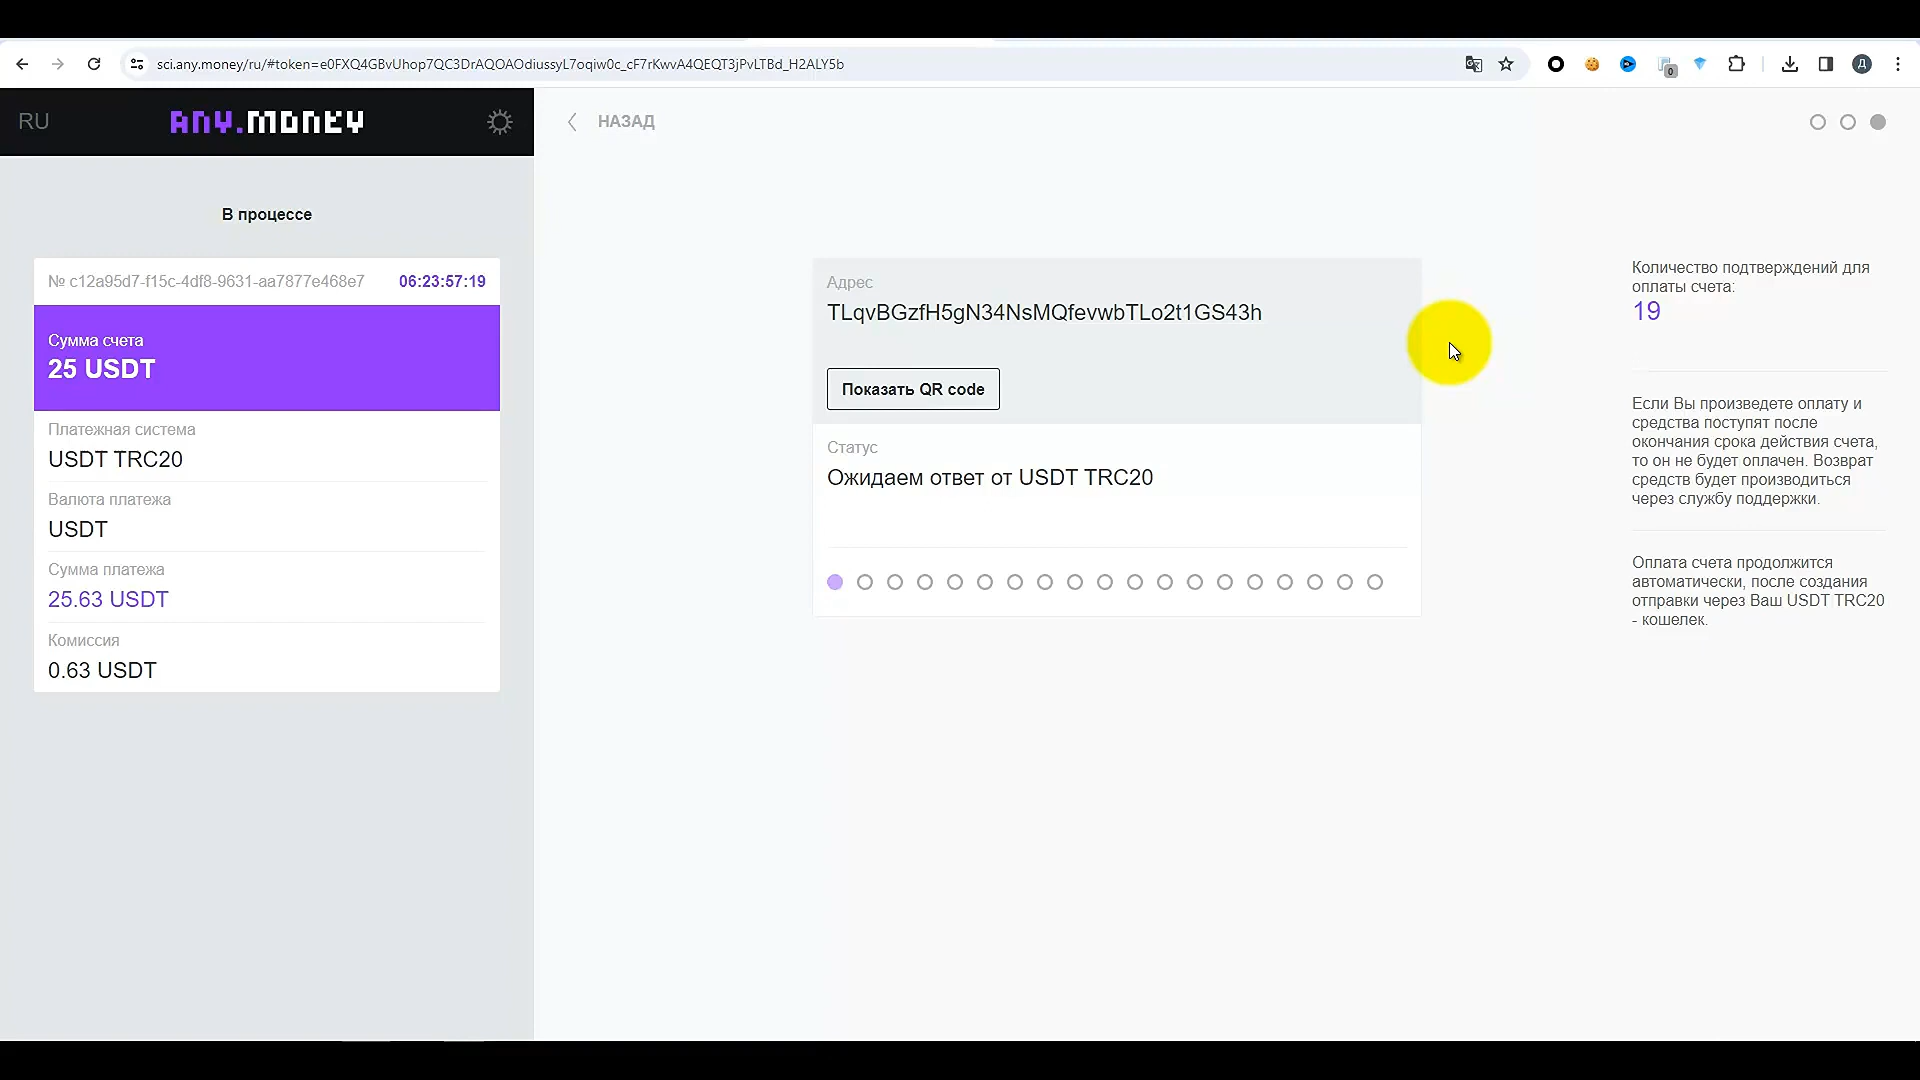 sci.any.money/ru/#token=e0FXQ4GBvUhop7QC3DrAQOAOdiussyL7oqiw0c_cF7rKwvA4QEQT3jPvLTBd_H2ALY5b
0
Д
RU
ANY.MONEY
НАЗАД
В процессе
№ c12a95d7-f15c-4df8-9631-aa7877e468e7
06:23:57:19
Сумма счета
25 USDT
Платежная система
USDT TRC20
Валюта платежа
USDT
Сумма платежа
25.63 USDT
Комиссия
0.63 USDT
Адрес
TLqvBGzfH5gN34NsMQfevwbTLo2t1GS43h
Показать QR code
Статус
Ожидаем ответ от USDT TRC20
Количество подтверждений для
оплаты счета:
19
Если Вы произведете оплату и
средства поступят после
окончания срока действия счета,
то он не будет оплачен. Возврат
средств будет производиться
через службу поддержки.
Оплата счета продолжится
автоматически, после создания
отправки через Ваш USDT TRC20
- кошелек.